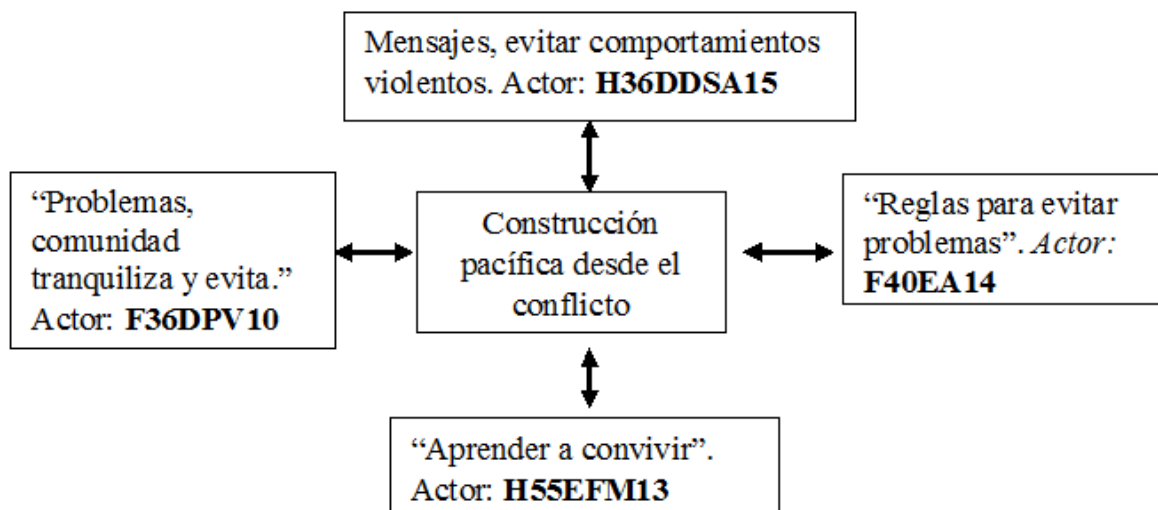 Mensajes, evitar comportamientos
violentos. Actor: H36DDSA15
“Problemas,
comunidad
tranquiliza y evita.”
Actor: F36DPV10
Construcción
pacífica desde el
conflicto
“Reglas para evitar
problemas”. Actor:
F40EA14
“Aprender a convivir”.
Actor: H55EFM13